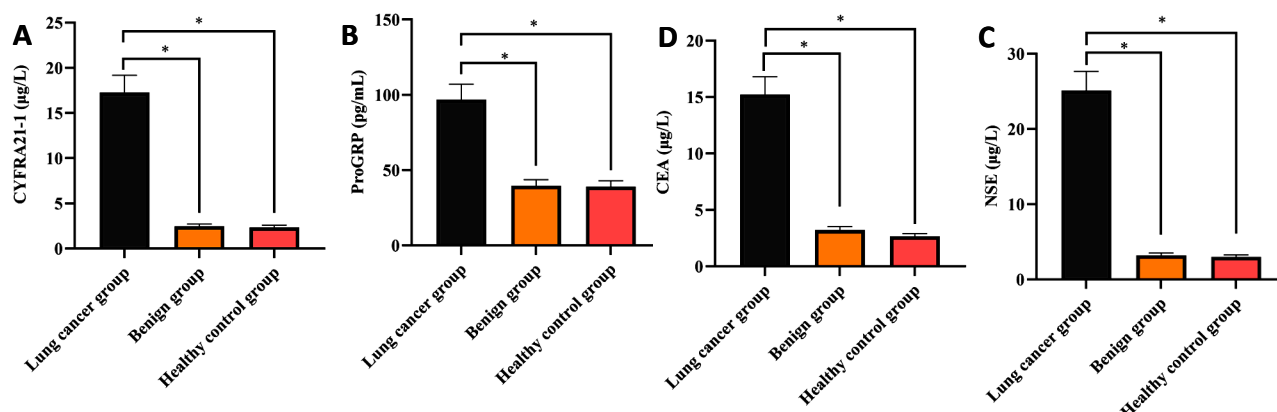 A
CYFRA21-1 (μg/L)
25
20
15
10
5
0
*
*
Lung cancer group
Benign group
Healthy control group
B
ProGRP (pg/mL)
150
100
50
0
*
*
Lung cancer group
Benign group
Healthy control group
D
CEA (μg/L)
20
15
10
5
0
*
*
Lung cancer group
Benign group
Healthy control group
C
NSE (μg/L)
30
20
10
0
*
*
Lung cancer group
Benign group
Healthy control group